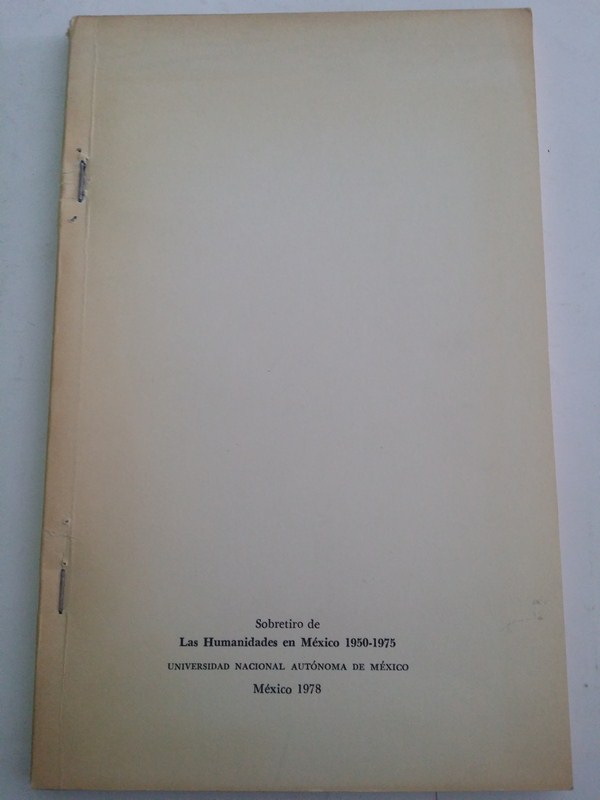 Sobretiro de
Las Humanidades en México 1950-1975
UNIVERSIDAD NACIONAL AUTÓNOMA DE MÉXICO
México 1978